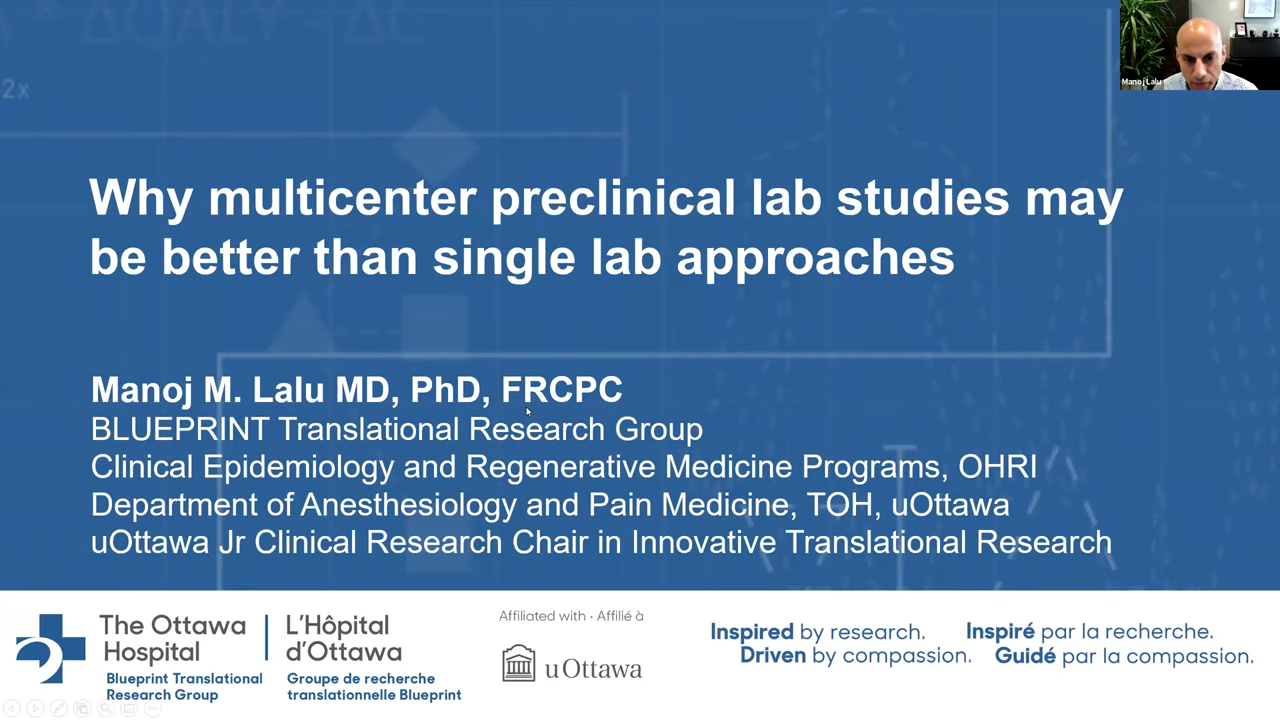 ΔQALY - ΔC
2x
Manoj Lalu
Why multicenter preclinical lab studies may
be better than single lab approaches
Manoj M. Lalu MD, PhD, FRCPC
BLUEPRINT Translational Research Group
Clinical Epidemiology and Regenerative Medicine Programs, OHRI
Department of Anesthesiology and Pain Medicine, TOH, uOttawa
uOttawa Jr Clinical Research Chair in Innovative Translational Research
The Ottawa
Hospital
Blueprint Translational
Research Group
L'Hôpital
d'Ottawa
Groupe de recherche
translationnelle Blueprint
Affiliated with · Affilié à
uOttawa
Inspired by research.
Driven by compassion.
Inspiré par la recherche.
Guidé par la compassion.